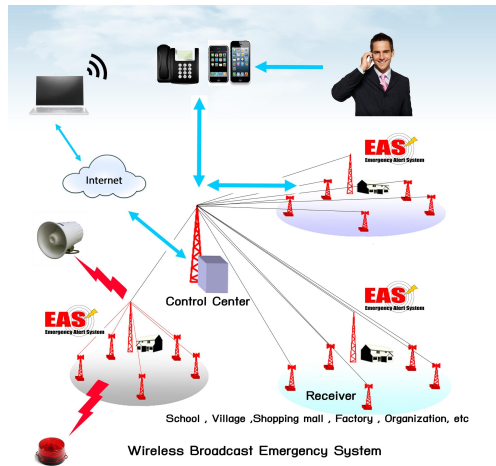 EAS
Emergency Alert System
Internet
Control Center
EAS
Emergency Alert System
EAS
Emergency Alert System
Receiver
School , Village ,Shopping mall , Factory , Organization, etc
Wireless Broadcast Emergency System